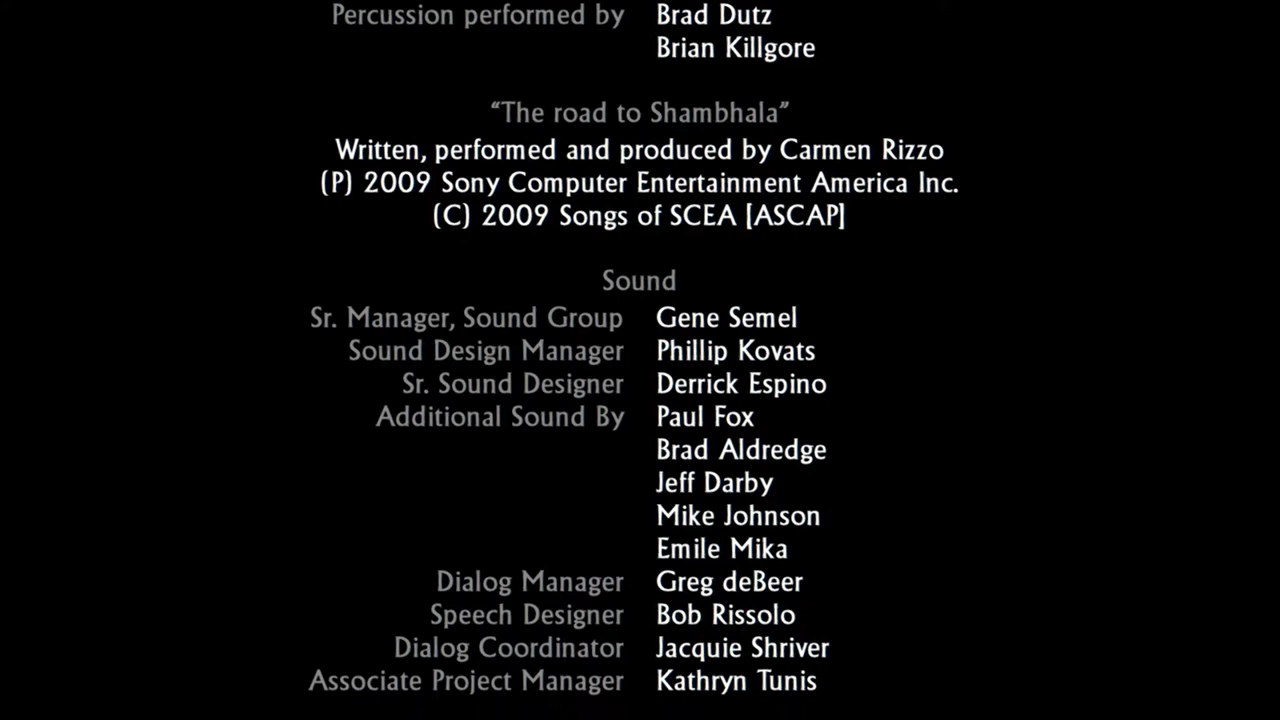 Percussion performed by Brad Dutz
Brian Killgore
“The road to Shambhala”
Written, performed and produced by Carmen Rizzo
(P) 2009 Sony Computer Entertainment America Inc.
(C) 2009 Songs of SCEA [ASCAP]
Sound
Sr. Manager, Sound Group Gene Semel
Sound Design Manager Phillip Kovats
Sr. Sound Designer Derrick Espino
Additional Sound By Paul Fox
Brad Aldredge
Jeff Darby
Mike Johnson
Emile Mika
Dialog Manager Greg deBeer
Speech Designer Bob Rissolo
Dialog Coordinator Jacquie Shriver
Associate Project Manager Kathryn Tunis